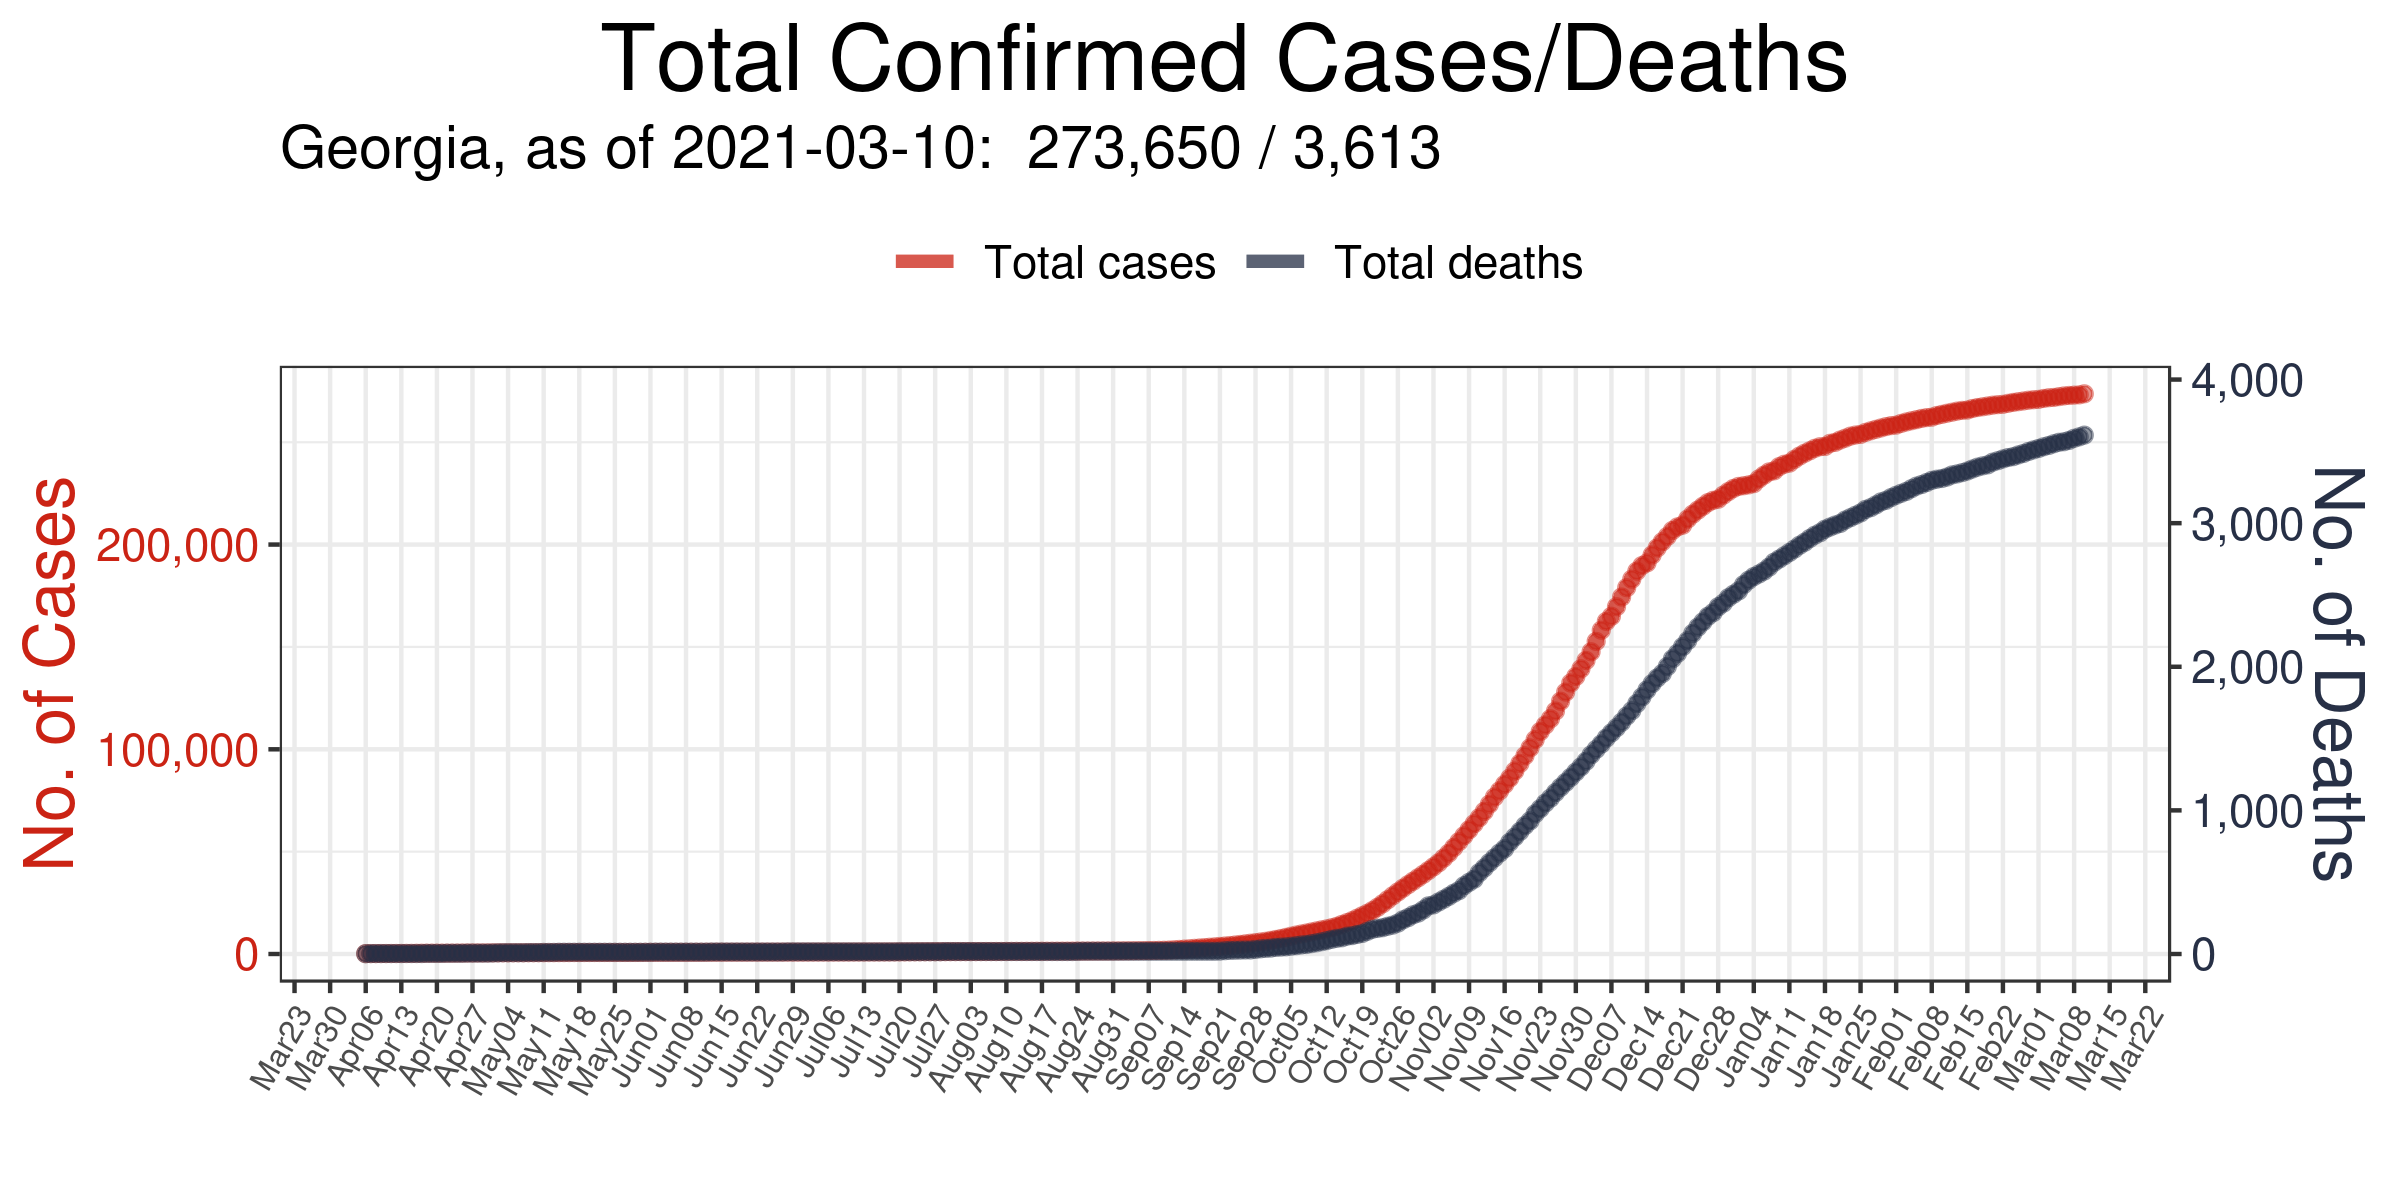 Total Confirmed Cases/Deaths
Georgia, as of 2021-03-10:  273,650 / 3,613
Total cases
Total deaths
No. of Cases
200,000
100,000
0
4,000
3,000
2,000
1,000
0
No. of Deaths
Mar23
Mar30
Apr06
Apr13
Apr20
Apr27
May04
May11
May18
May25
Jun01
Jun08
Jun15
Jun22
Jun29
Jul06
Jul13
Jul20
Jul27
Aug03
Aug10
Aug17
Aug24
Aug31
Sep07
Sep14
Sep21
Sep28
Oct05
Oct12
Oct19
Oct26
Nov02
Nov09
Nov16
Nov23
Nov30
Dec07
Dec14
Dec21
Dec28
Jan04
Jan11
Jan18
Jan25
Feb01
Feb08
Feb15
Feb22
Mar01
Mar08
Mar15
Mar22